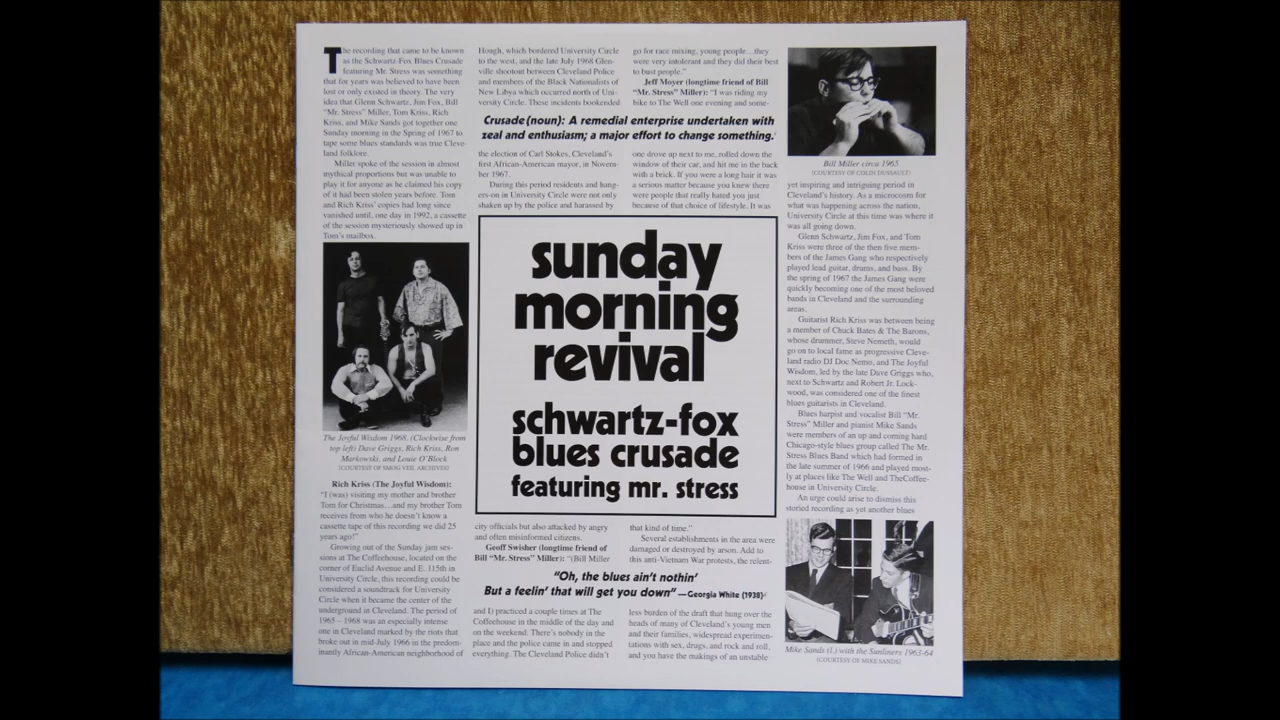 The recording that came to be known
as the Schwartz-Fox Blues Crusade
featuring Mr. Stress was something
that for years was believed to have been
lost or only existed in theory. The very
idea that Glenn Schwartz, Jim Fox, Bill
"Mr. Stress" Miller, Tom Kriss, Rich
Kriss, and Mike Sands got together one
Sunday morning in the Spring of 1967 to
tape some blues standards was true Cleve-
land folklore.
Miller spoke of the session in almost
mythical proportions but was unable to
play it for anyone as he claimed his copy
of it had been stolen years before. Tom
and Rich Kriss' copies had long since
vanished until, one day in 1992, a cassette
of the session mysteriously showed up in
Tom's mailbox.
The Joyful Wisdom 1968. (Clockwise from
top left) Dave Griggs, Rich Kriss, Ron
Markowski, and Louie O'Block
(COURTESY OF SMOG VEIL ARCHIVES)
Rich Kriss (The Joyful Wisdom):
"I (was) visiting my mother and brother
Tom for Christmas...and my brother Tom
receives from who he doesn't know a
cassette tape of this recording we did 25
years ago!"
Growing out of the Sunday jam ses-
sions at The Coffeehouse, located on the
corner of Euclid Avenue and E. 115th in
University Circle, this recording could be
considered a soundtrack for University
Circle when it became the center of the
underground in Cleveland. The period of
1965 – 1968 was an especially intense
one in Cleveland marked by the riots that
broke out in mid-July 1966 in the predom-
inantly African-American neighborhood of
Hough, which bordered University Circle
to the west, and the late July 1968 Glen-
ville shootout between Cleveland Police
and members of the Black Nationalists of
New Libya which occurred north of Uni-
versity Circle. These incidents bookended
Crusade (noun): A remedial enterprise undertaken with
zeal and enthusiasm; a major effort to change something.
the election of Carl Stokes, Cleveland's
first African-American mayor, in Novem-
ber 1967.
During this period residents and hang-
ers-on in University Circle were not only
shaken up by the police and harassed by
sunday
morning
revival
schwartz-fox
blues crusade
featuring mr. stress
city officials but also attacked by angry
and often misinformed citizens.
Geoff Swisher (longtime friend of
Bill "Mr. Stress" Miller): "(Bill Miller
"Oh, the blues ain't nothin'
But a feelin' that will get you down" —Georgia White (1938)
and I) practiced a couple times at The
Coffeehouse in the middle of the day and
on the weekend. There's nobody in the
place and the police came in and stopped
everything. The Cleveland Police didn't
go for race mixing, young people...they
were very intolerant and they did their best
to bust people."
Jeff Moyer (longtime friend of Bill
"Mr. Stress" Miller): "I was riding my
bike to The Well one evening and some-
one drove up next to me, rolled down the
window of their car, and hit me in the back
with a brick. If you were a long hair it was
a serious matter because you knew there
were people that really hated you just
because of that choice of lifestyle. It was
that kind of time."
Several establishments in the area were
damaged or destroyed by arson. Add to
this anti-Vietnam War protests, the relent-
less burden of the draft that hung over the
heads of many of Cleveland's young men
and their families, widespread experimen-
tations with sex, drugs, and rock and roll,
and you have the makings of an unstable
Bill Miller circa 1965
(COURTESY OF COLIN DUSSAULT)
yet inspiring and intriguing period in
Cleveland's history. As a microcosm for
what was happening across the nation,
University Circle at this time was where it
was all going down.
Glenn Schwartz, Jim Fox, and Tom
Kriss were three of the then five mem-
bers of the James Gang who respectively
played lead guitar, drums, and bass. By
the spring of 1967 the James Gang were
quickly becoming one of the most beloved
bands in Cleveland and the surrounding
areas.
Guitarist Rich Kriss was between being
a member of Chuck Bates & The Barons,
whose drummer, Steve Nemeth, would
go on to local fame as progressive Cleve-
land radio DJ Doc Nemo, and The Joyful
Wisdom, led by the late Dave Griggs who,
next to Schwartz and Robert Jr. Lock-
wood, was considered one of the finest
blues guitarists in Cleveland.
Blues harpist and vocalist Bill "Mr.
Stress" Miller and pianist Mike Sands
were members of an up and coming hard
Chicago-style blues group called The Mr.
Stress Blues Band which had formed in
the late summer of 1966 and played most-
ly at places like The Well and TheCoffee-
house in University Circle.
An urge could arise to dismiss this
storied recording as yet another blues
Mike Sands (l.) with the Sunliners 1963-64
(COURTESY OF MIKE SANDS)